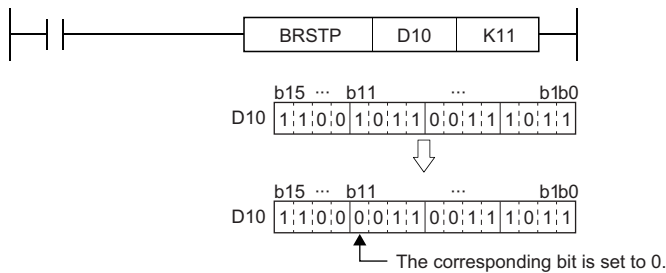 BRSTP D10 K11
b15 ··· b11 ··· b1b0
D10 1 1 0 0 1 0 1 1 0 0 1 1 1 0 1 1
b15 ··· b11 ··· b1b0
D10 1 1 0 0 0 0 1 1 0 0 1 1 1 0 1 1
The corresponding bit is set to 0.